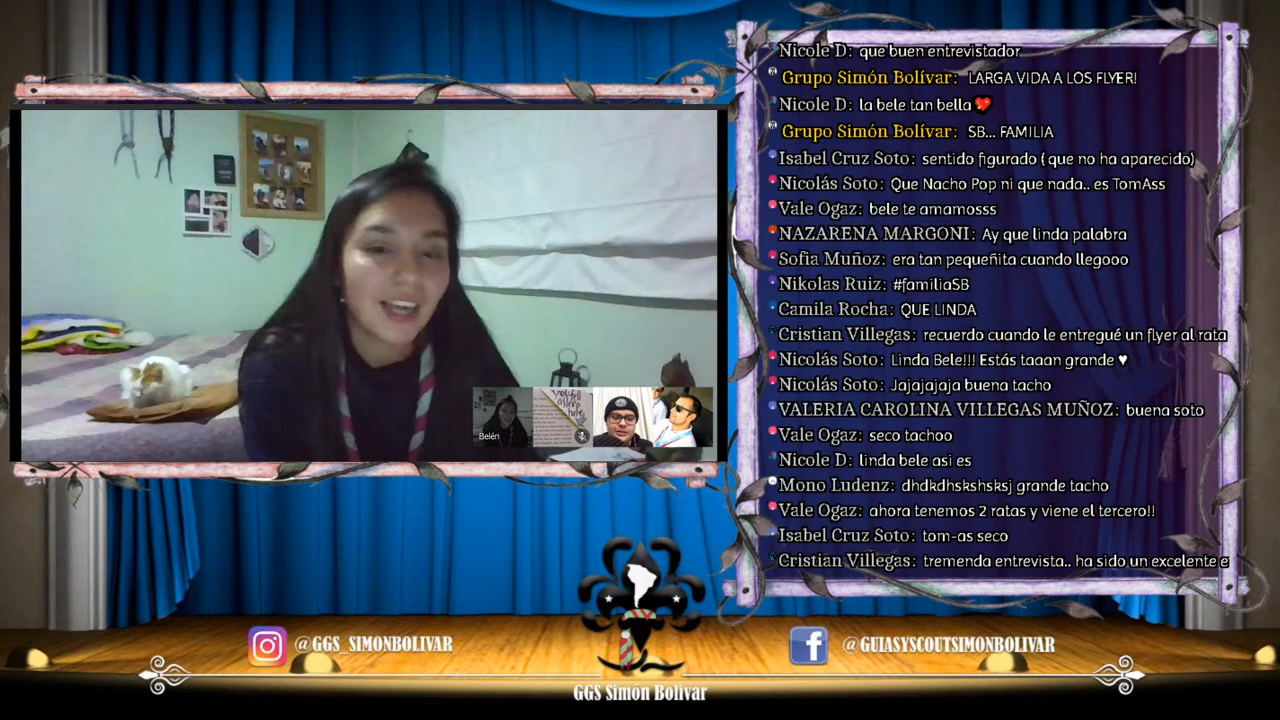 Nicole D: que buen entrevistador
Grupo Simón Bolívar: LARGA VIDA A LOS FLYER!
Nicole D: la bele tan bella
Grupo Simón Bolívar: SB... FAMILIA
Isabel Cruz Soto: sentido figurado ( que no ha aparecido)
Nicolás Soto: Que Nacho Pop ni que nada.. es TomAss
Vale Ogaz: bele te amamosss
NAZARENA MARGONI: Ay que linda palabra
Sofia Muñoz: era tan pequeñita cuando llegooo
Nikolas Ruiz: #familiaSB
Camila Rocha: QUE LINDA
Cristian Villegas: recuerdo cuando le entregué un flyer al rata
Nicolás Soto: Linda Bele!!! Estás taaan grande ♥
Nicolás Soto: Jajajajaja buena tacho
VALERIA CAROLINA VILLEGAS MUÑOZ: buena soto
Vale Ogaz: seco tachoo
Nicole D: linda bele asi es
Mono Ludenz: dhdkdhskshsksj grande tacho
Vale Ogaz: ahora tenemos 2 ratas y viene el tercero!!
Isabel Cruz Soto: tom-as seco
Cristian Villegas: tremenda entrevista.. ha sido un excelente e
you fell
asleep
here
Belén
@GGS_SIMONBOLIVAR
@GUIASYSCOUTSIMONBOLIVAR
GGS Simon Bolivar